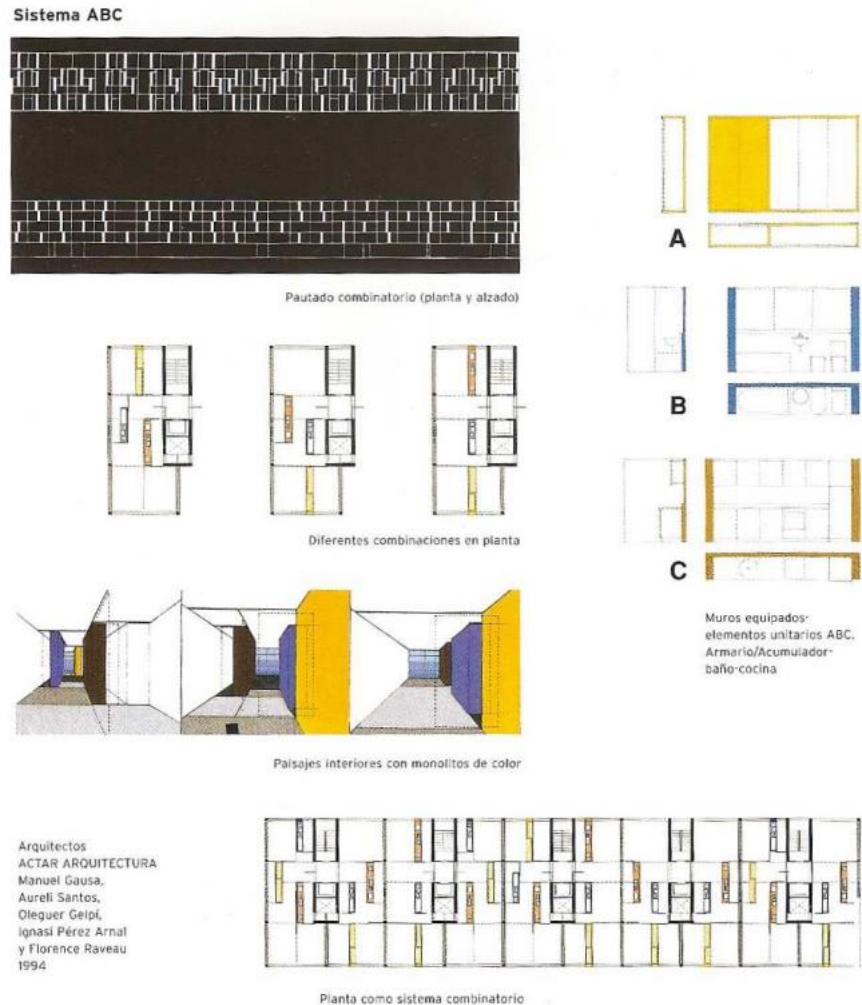 Sistema ABC
Pautado combinatorio (planta y alzado)
A
B
C
Diferentes combinaciones en planta
Muros equipados-
elementos unitarios ABC.
Armario/Acumulador-
baño-cocina
Paisajes interiores con monolitos de color
Arquitectos
ACTAR ARQUITECTURA
Manuel Gausa,
Aureli Santos,
Oleguer Gelpí,
Ignasi Pérez Arnal
y Florence Raveau
1994
Planta como sistema combinatorio